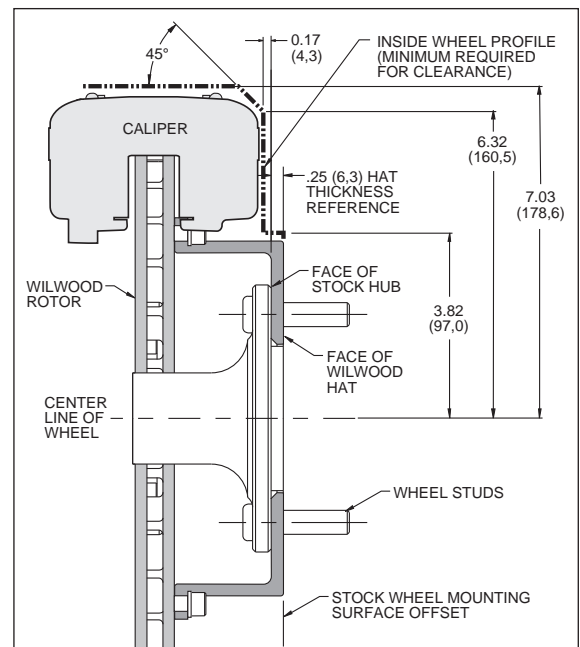 45°
0.17
(4,3)
INSIDE WHEEL PROFILE
(MINIMUM REQUIRED
FOR CLEARANCE)
CALIPER
6.32
(160,5)
7.03
(178,6)
.25 (6,3) HAT
THICKNESS
REFERENCE
WILWOOD
ROTOR
FACE OF
STOCK HUB
3.82
(97,0)
FACE OF
WILWOOD
HAT
CENTER
LINE OF
WHEEL
WHEEL STUDS
STOCK WHEEL MOUNTING
SURFACE OFFSET